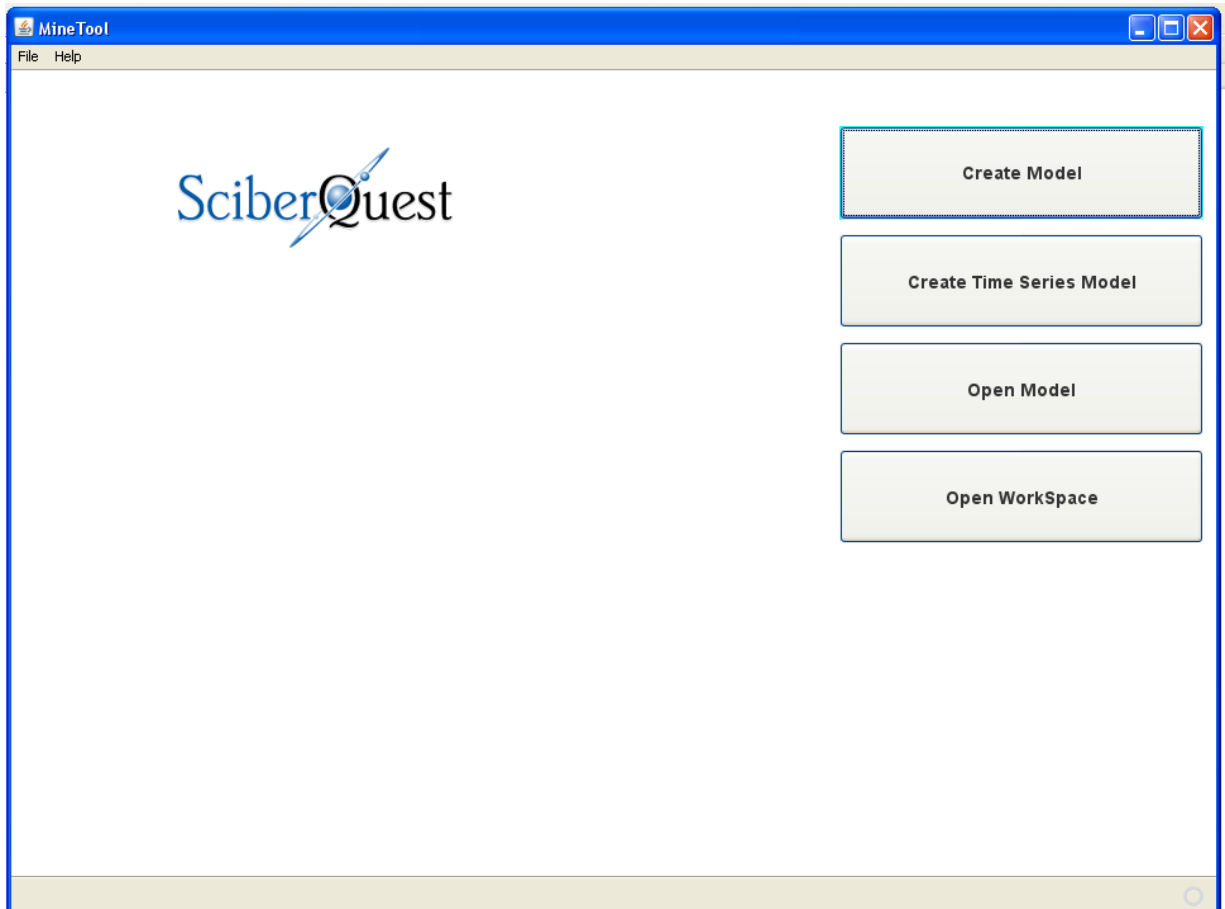 MineTool
File Help
SciberQuest
Create Model
Create Time Series Model
Open Model
Open WorkSpace